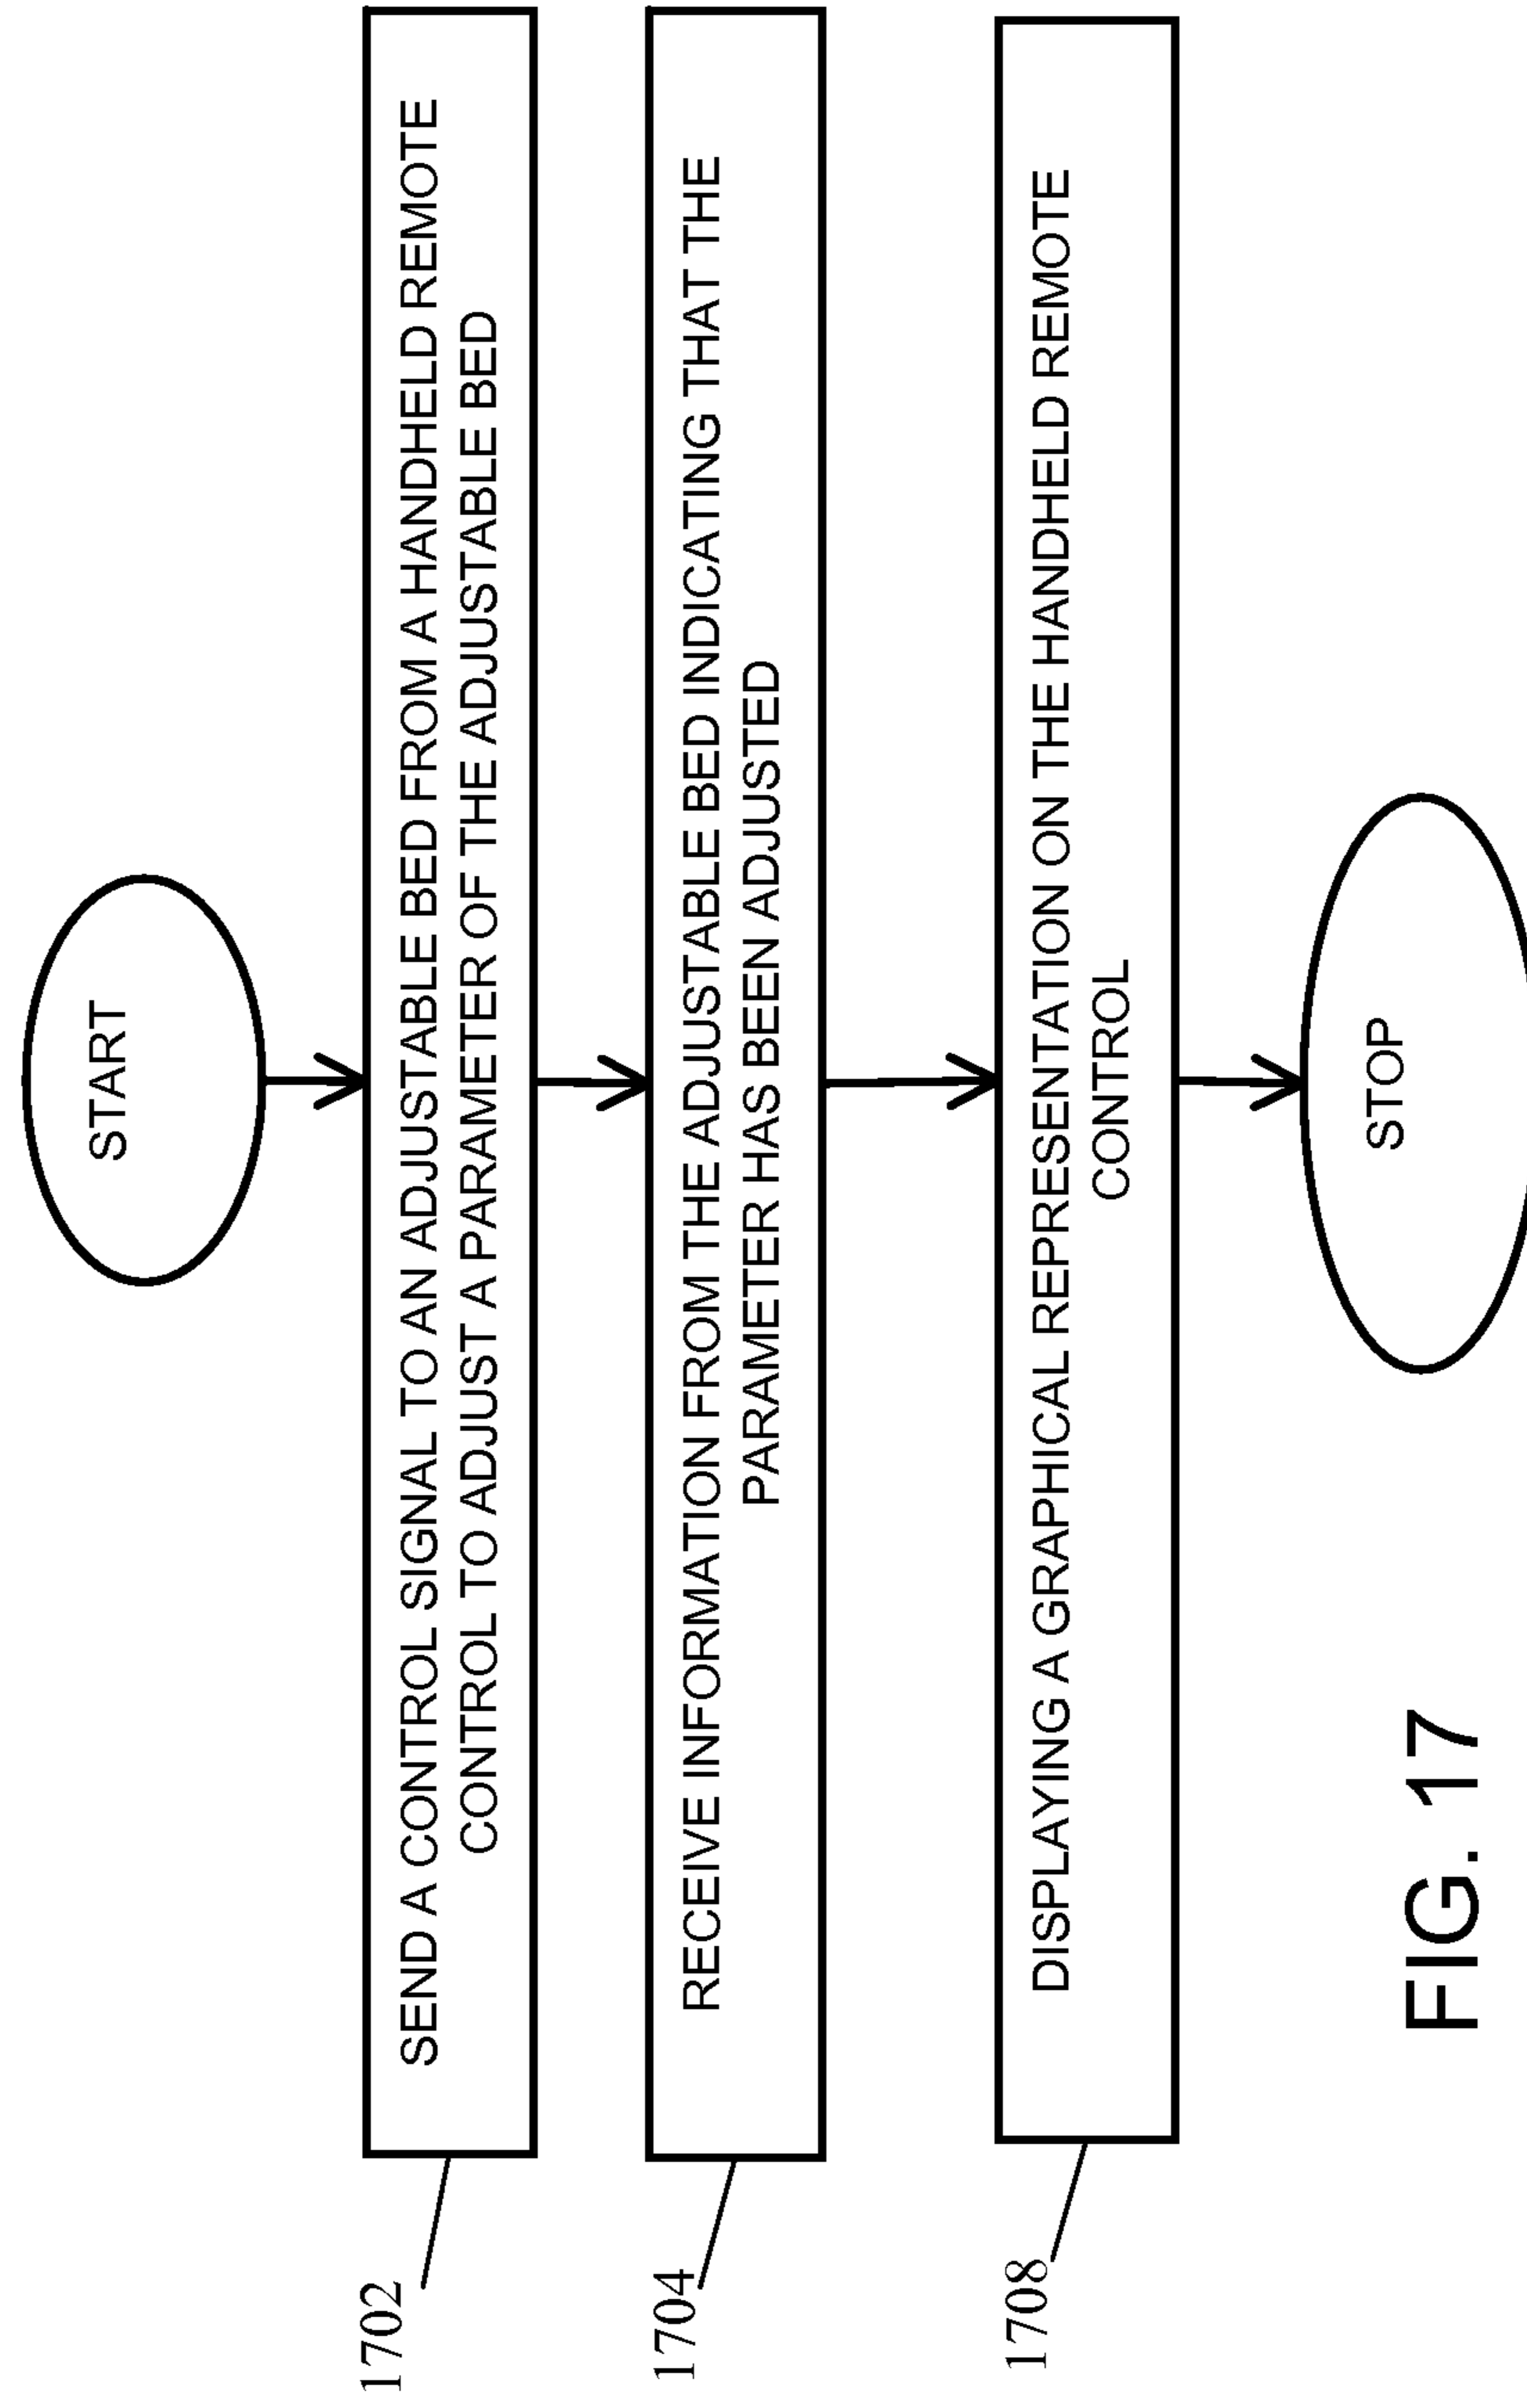 START
1702
SEND A CONTROL SIGNAL TO AN ADJUSTABLE BED FROM A HANDHELD REMOTE
CONTROL TO ADJUST A PARAMETER OF THE ADJUSTABLE BED
1704
RECEIVE INFORMATION FROM THE ADJUSTABLE BED INDICATING THAT THE
PARAMETER HAS BEEN ADJUSTED
1708
DISPLAYING A GRAPHICAL REPRESENTATION ON THE HANDHELD REMOTE
CONTROL
STOP
FIG. 17